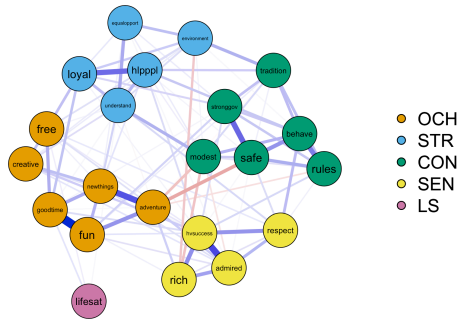 equalopport
environment
loyal
hlpppl
tradition
understand
stronggov
free
behave
creative
modest
safe
rules
newthings
goodtime
adventure
fun
hvsuccess
respect
rich
admired
lifesat
OCH
STR
CON
SEN
LS